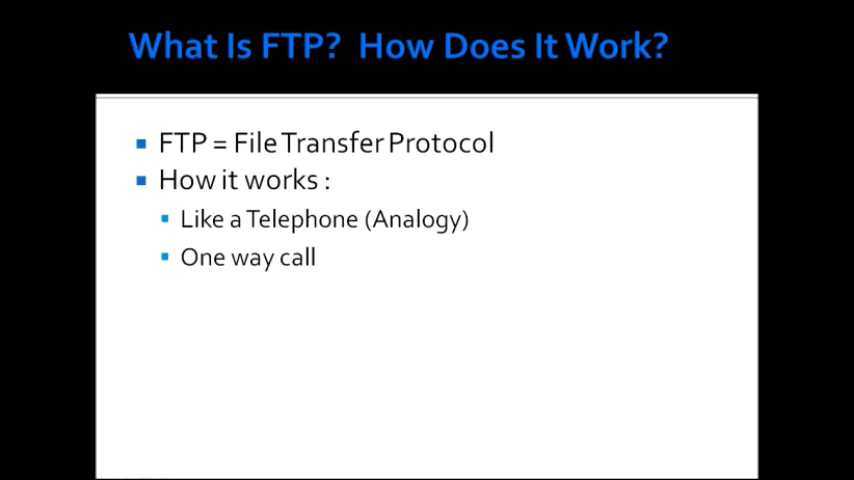 What Is FTP? How Does It Work?
FTP = File Transfer Protocol
How it works :
Like a Telephone (Analogy)
One way call